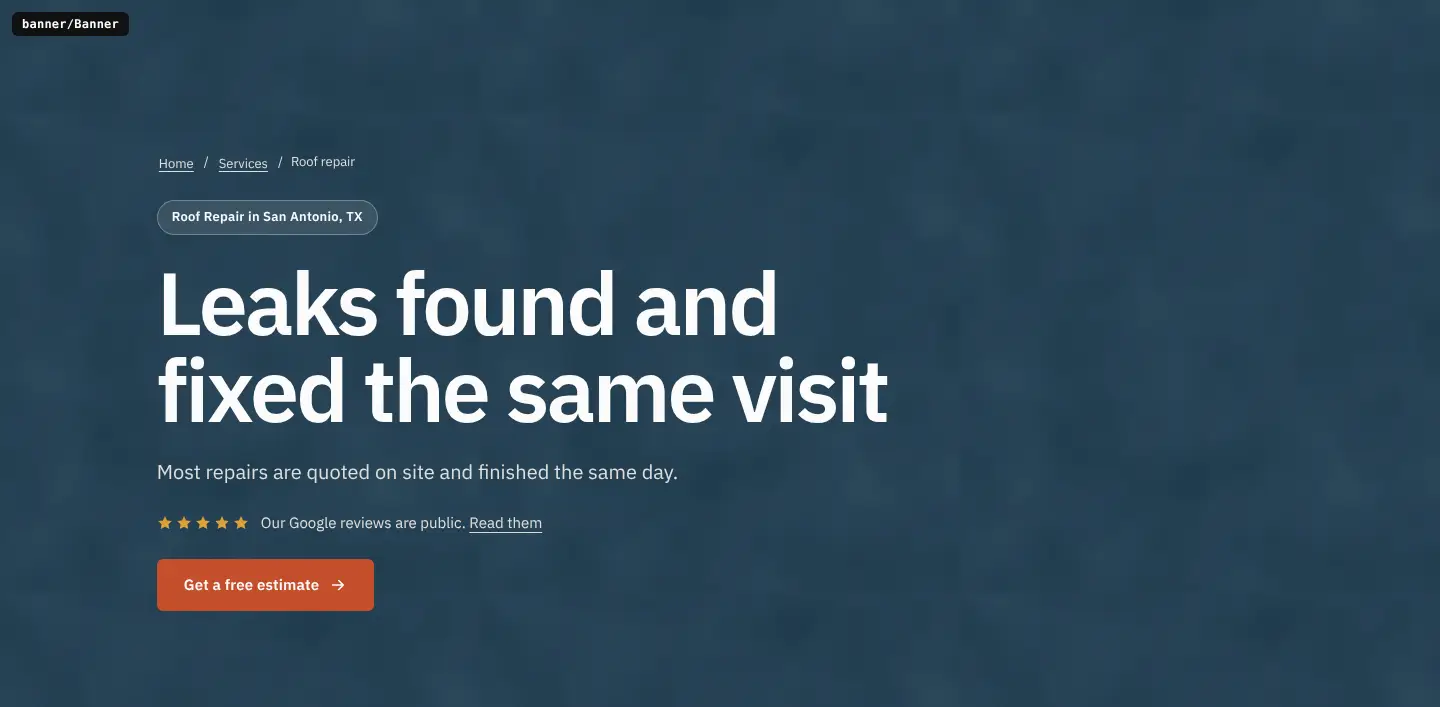 banner/Banner
Home / Services / Roof repair
Roof Repair in San Antonio, TX
Leaks found and
fixed the same visit
Most repairs are quoted on site and finished the same day.
Our Google reviews are public. Read them
Get a free estimate →